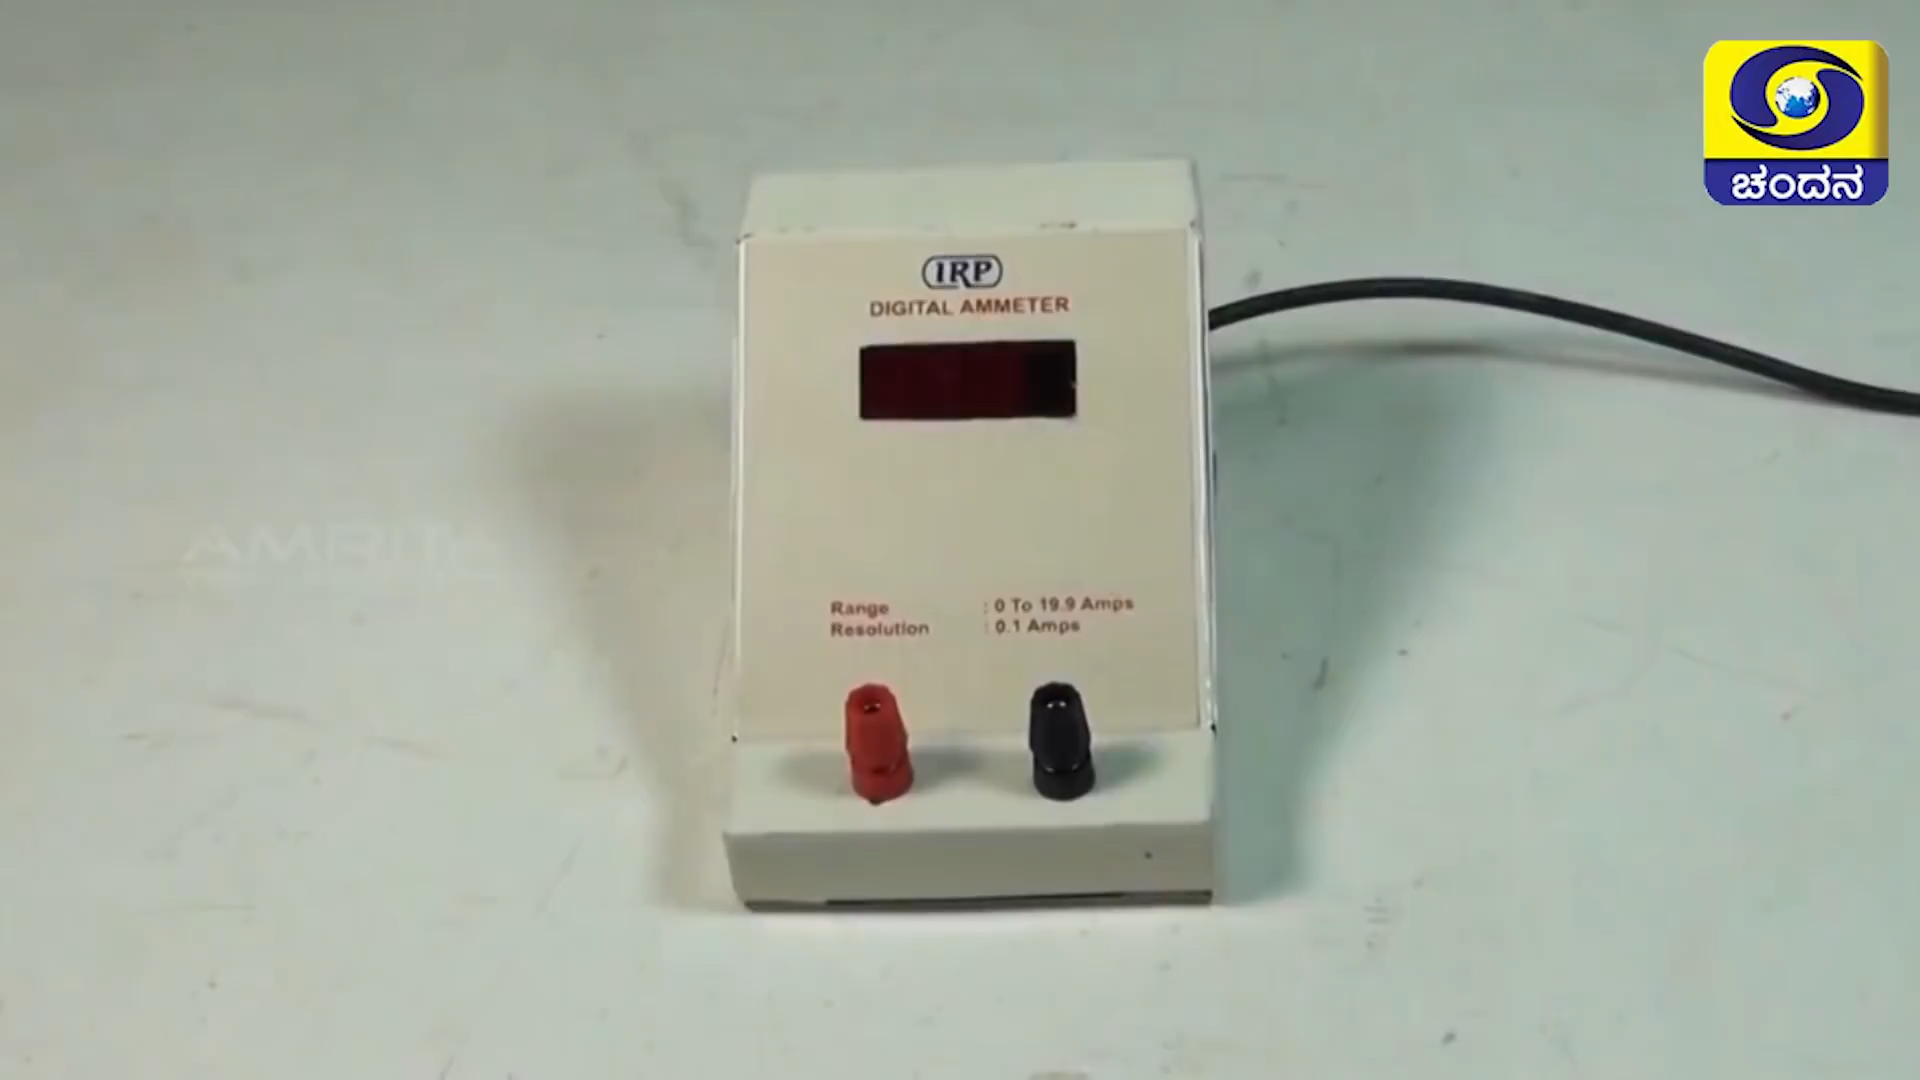 ಚಂದನ
IRP
DIGITAL AMMETER
Range : 0 To 19.9 Amps
Resolution : 0.1 Amps